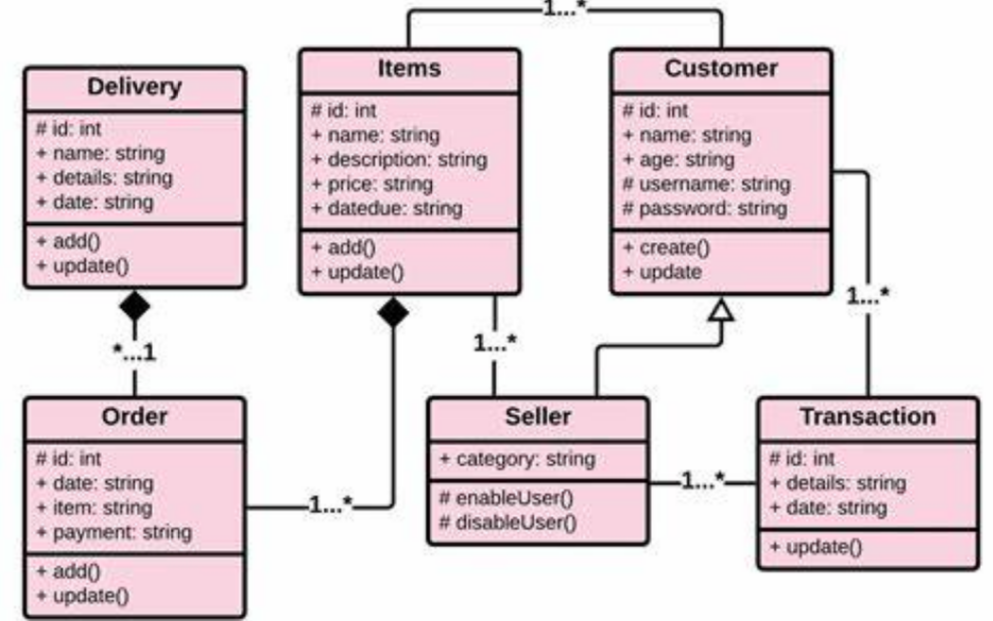 1...*
Delivery
# id: int
+ name: string
+ details: string
+ date: string
+ add()
+ update()
Items
# id: int
+ name: string
+ description: string
+ price: string
+ datedue: string
+ add()
+ update()
Customer
# id: int
+ name: string
+ age: string
# username: string
# password: string
+ create()
+ update
*...1
1...*
1...*
Order
# id: int
+ date: string
+ item: string
+ payment: string
+ add()
+ update()
1...*
Seller
+ category: string
# enableUser()
# disableUser()
1...*
Transaction
# id: int
+ details: string
+ date: string
+ update()